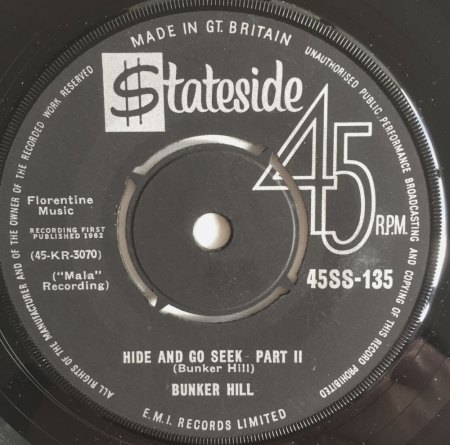 MADE IN GT. BRITAIN
$tateside
45
R.P.M.
Florentine
Music
RECORDING FIRST
PUBLISHED 1962
(45-KR-3070)
("Mala"
Recording)
45SS-135
HIDE AND GO SEEK - PART II
(Bunker Hill)
BUNKER HILL
E.M.I. RECORDS LIMITED
ALL RIGHTS OF THE MANUFACTURER AND OF THE OWNER OF THE RECORDED WORK RESERVED
UNAUTHORISED PUBLIC PERFORMANCE BROADCASTING AND COPYING OF THIS RECORD PROHIBITED